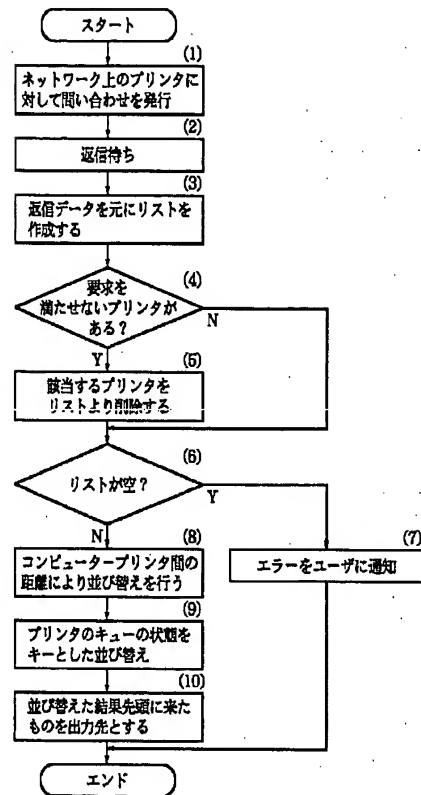 スタート
(1)
ネットワーク上のプリンタに
対して問い合わせを発行
(2)
返信待ち
(3)
返信データを元にリストを
作成する
(4)
要求を
満たせないプリンタが
ある?
N
Y
(5)
該当するプリンタを
リストより削除する
(6)
リストが空?
Y
N
(7)
エラーをユーザに通知
(8)
コンピューター-プリンタ間の
距離により並び替えを行う
(9)
プリンタのキューの状態を
キーとした並び替え
(10)
並び替えた結果先頭に来た
ものを出力先とする
エンド